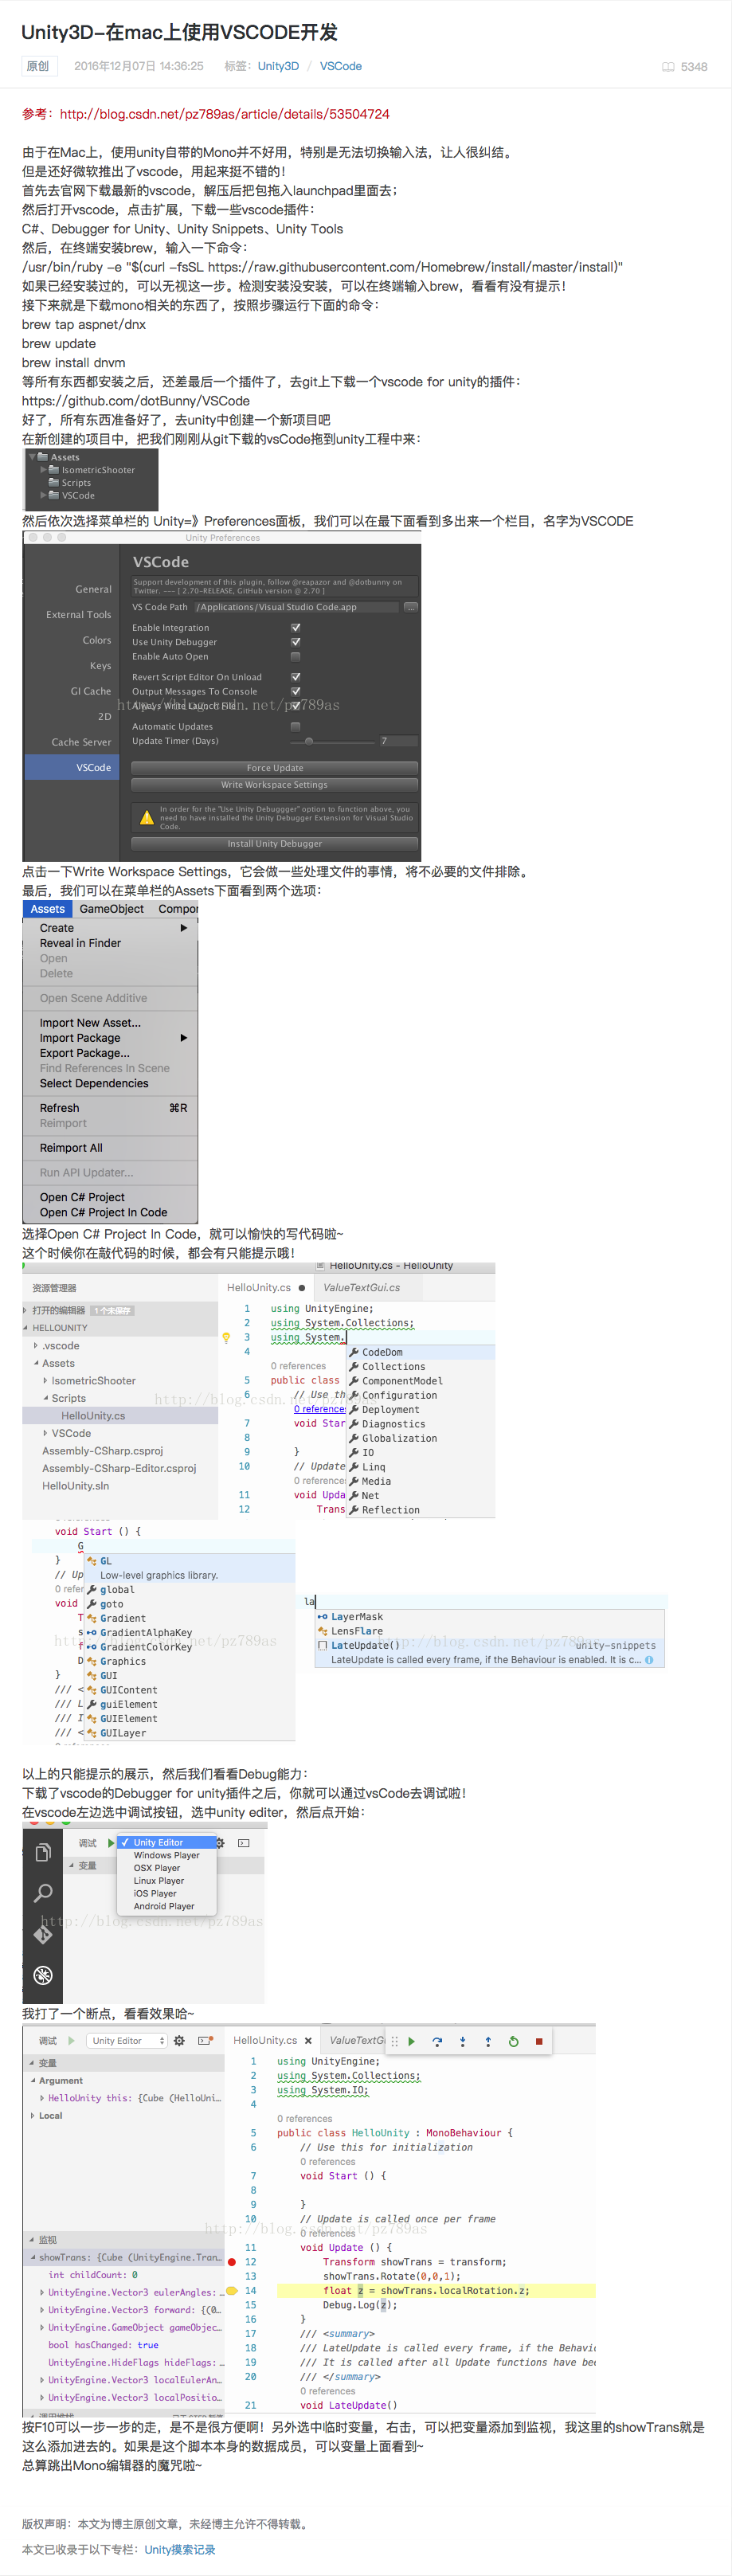 Unity3D-在mac上使用VSCODE开发
原创 2016年12月07日 14:36:25 标签: Unity3D / VSCode 5348
参考: http://blog.csdn.net/pz789as/article/details/53504724
由于在Mac上，使用unity自带的Mono并不好用，特别是无法切换输入法，让人很纠结。
但是还好微软推出了vscode，用起来挺不错的！
首先去官网下载最新的vscode，解压后把包拖入launchpad里面去；
然后打开vscode，点击扩展，下载一些vscode插件：
C#、Debugger for Unity、Unity Snippets、Unity Tools
然后，在终端安装brew，输入一下命令：
/usr/bin/ruby -e "$(curl -fsSL https://raw.githubusercontent.com/Homebrew/install/master/install)"
如果已经安装过的，可以无视这一步。检测安装没安装，可以在终端输入brew，看看有没有提示！
接下来就是下载mono相关的东西了，按照步骤运行下面的命令：
brew tap aspnet/dnx
brew update
brew install dnvm
等所有东西都安装之后，还差最后一个插件了，去git上下载一个vscode for unity的插件：
https://github.com/dotBunny/VSCode
好了，所有东西准备好了，去unity中创建一个新项目吧
在新创建的项目中，把我们刚刚从git下载的vsCode拖到unity工程中来：
Assets
IsometricShooter
Scripts
VSCode
然后依次选择菜单栏的 Unity=》Preferences面板，我们可以在最下面看到多出来一个栏目，名字为VSCODE
Unity Preferences
General
External Tools
Colors
Keys
GI Cache
2D
Cache Server
VSCode
VSCode
Support development of this plugin, follow @reapazor and @dotbunny on
Twitter. --- [ 2.70-RELEASE, GitHub version @ 2.70 ]
VS Code Path /Applications/Visual Studio Code.app ...
Enable Integration
Use Unity Debugger
Enable Auto Open
Revert Script Editor On Unload
Output Messages To Console
Always Write Launch File
http://blog.csdn.net/pz789as
Automatic Updates
Update Timer (Days) 7
Force Update
Write Workspace Settings
In order for the "Use Unity Debuggger" option to function above, you
need to have installed the Unity Debugger Extension for Visual Studio
Code.
Install Unity Debugger
点击一下Write Workspace Settings，它会做一些处理文件的事情，将不必要的文件排除。
最后，我们可以在菜单栏的Assets下面看到两个选项：
Assets GameObject Compor
Create
Reveal in Finder
Open
Delete
Open Scene Additive
Import New Asset...
Import Package
Export Package...
Find References In Scene
Select Dependencies
Refresh ⌘R
Reimport
Reimport All
Run API Updater...
Open C# Project
Open C# Project In Code
选择Open C# Project In Code，就可以愉快的写代码啦~
这个时候你在敲代码的时候，都会有只能提示哦！
HelloUnity.cs - HelloUnity
资源管理器
打开的编辑器 1 个未保存
HELLOUNITY
.vscode
Assets
IsometricShooter
Scripts
HelloUnity.cs
VSCode
Assembly-CSharp.csproj
Assembly-CSharp-Editor.csproj
HelloUnity.sln
HelloUnity.cs ValueTextGui.cs
1 using UnityEngine;
2 using System.Collections;
3 using System.
4
0 references
5 public class
6 // Use th
0 reference
7 void Star
8
9 }
10 // Update
0 reference
11 void Upda
12 Trans
CodeDom
Collections
ComponentModel
Configuration
Deployment
Diagnostics
Globalization
IO
Linq
Media
Net
Reflection
http://blog.csdn.net/pz789as
void Start () {
G
}
// Up
0 refer
void
T
s
f
D
}
/// <
/// L
/// I
/// <
GL
Low-level graphics library.
global
goto
Gradient
GradientAlphaKey
GradientColorKey
Graphics
GUI
GUIContent
guiElement
GUIElement
GUILayer
http://blog.csdn.net/pz789as
la
LayerMask
LensFlare
LateUpdate() unity-snippets
LateUpdate is called every frame, if the Behaviour is enabled. It is c...
http://blog.csdn.net/pz789as
以上的只能提示的展示，然后我们看看Debug能力：
下载了vscode的Debugger for unity插件之后，你就可以通过vsCode去调试啦！
在vscode左边选中调试按钮，选中unity editer，然后点开始：
调试
变量
✓ Unity Editor
Windows Player
OSX Player
Linux Player
iOS Player
Android Player
http://blog.csdn.net/pz789as
我打了一个断点，看看效果哈~
调试 Unity Editor
变量
Argument
HelloUnity this: {Cube (HelloUni...
Local
监视
showTrans: {Cube (UnityEngine.Tran...
int childCount: 0
UnityEngine.Vector3 eulerAngles: ...
UnityEngine.Vector3 forward: {(0...
UnityEngine.GameObject gameObjec...
bool hasChanged: true
UnityEngine.HideFlags hideFlags: ...
UnityEngine.Vector3 localEulerAn...
UnityEngine.Vector3 localPositio...
HelloUnity.cs ValueTextG
1 using UnityEngine;
2 using System.Collections;
3 using System.IO;
4
0 references
5 public class HelloUnity : MonoBehaviour {
6 // Use this for initialization
0 references
7 void Start () {
8
9 }
10 // Update is called once per frame
0 references
11 void Update () {
12 Transform showTrans = transform;
13 showTrans.Rotate(0,0,1);
14 float z = showTrans.localRotation.z;
15 Debug.Log(z);
16 }
17 /// <summary>
18 /// LateUpdate is called every frame, if the Behavio
19 /// It is called after all Update functions have bee
20 /// </summary>
0 references
21 void LateUpdate()
http://blog.csdn.net/pz789as
按F10可以一步一步的走，是不是很方便啊！另外选中临时变量，右击，可以把变量添加到监视，我这里的showTrans就是
这么添加进去的。如果是这个脚本本身的数据成员，可以变量上面看到~
总算跳出Mono编辑器的魔咒啦~
版权声明：本文为博主原创文章，未经博主允许不得转载。
本文已收录于以下专栏：Unity摸索记录